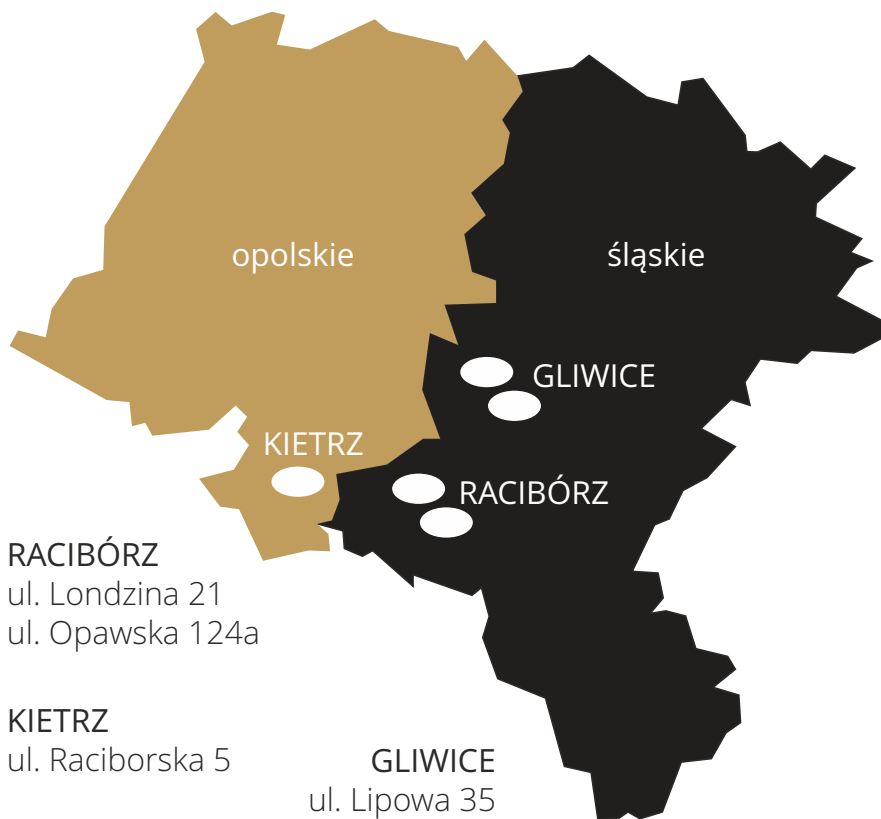 opolskie
śląskie
GLIWICE
KIETRZ
RACIBÓRZ
RACIBÓRZ
ul. Londzina 21
ul. Opawska 124a
KIETRZ
ul. Raciborska 5
GLIWICE
ul. Lipowa 35